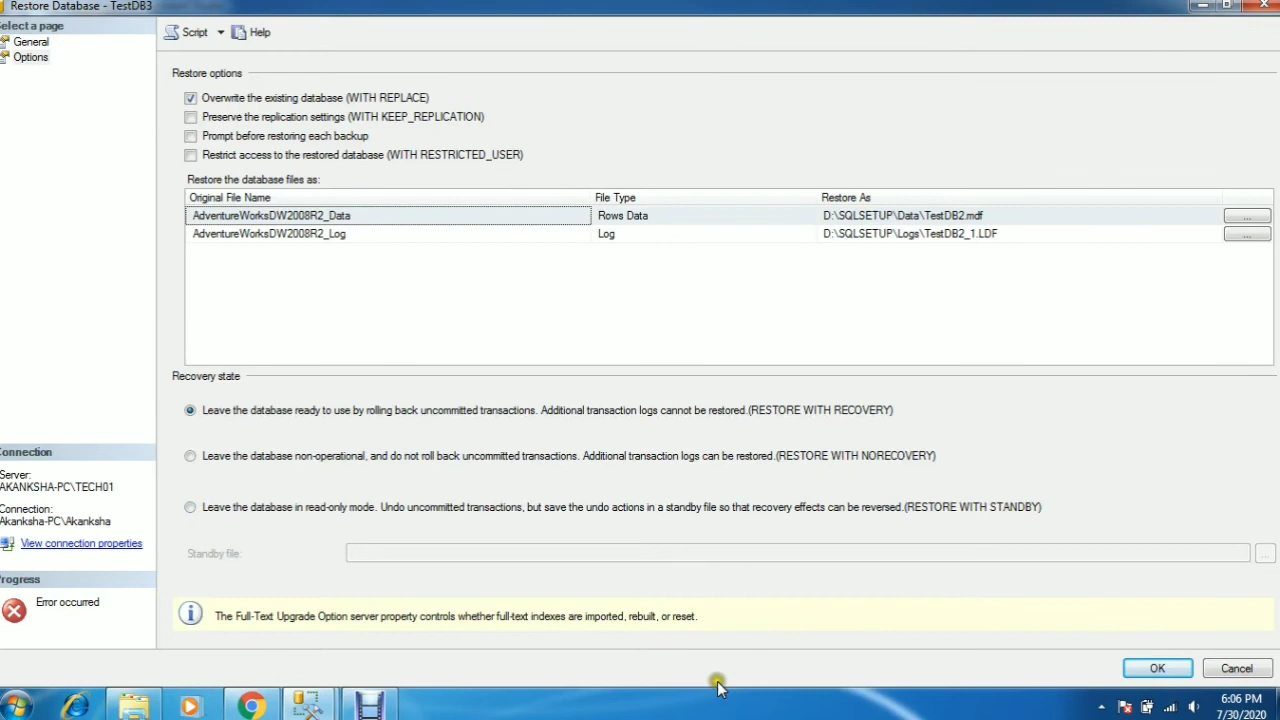 Restore Database - TestDB3
Select a page
General
Options
Script
Help
Restore options
Overwrite the existing database (WITH REPLACE)
Preserve the replication settings (WITH KEEP_REPLICATION)
Prompt before restoring each backup
Restrict access to the restored database (WITH RESTRICTED_USER)
Restore the database files as:
Original File Name File Type Restore As
AdventureWorksDW2008R2_Data Rows Data D:\SQLSETUP\Data\TestDB2.mdf ...
AdventureWorksDW2008R2_Log Log D:\SQLSETUP\Logs\TestDB2_1.LDF ...
Recovery state
Leave the database ready to use by rolling back uncommitted transactions. Additional transaction logs cannot be restored.(RESTORE WITH RECOVERY)
Leave the database non-operational, and do not roll back uncommitted transactions. Additional transaction logs can be restored.(RESTORE WITH NORECOVERY)
Leave the database in read-only mode. Undo uncommitted transactions, but save the undo actions in a standby file so that recovery effects can be reversed.(RESTORE WITH STANDBY)
Standby file: ...
Connection
Server:
AKANKSHA-PC\TECH01
Connection:
Akanksha-PC\Akanksha
View connection properties
Progress
Error occurred
The Full-Text Upgrade Option server property controls whether full-text indexes are imported, rebuilt, or reset.
OK Cancel
6:06 PM
7/30/2020